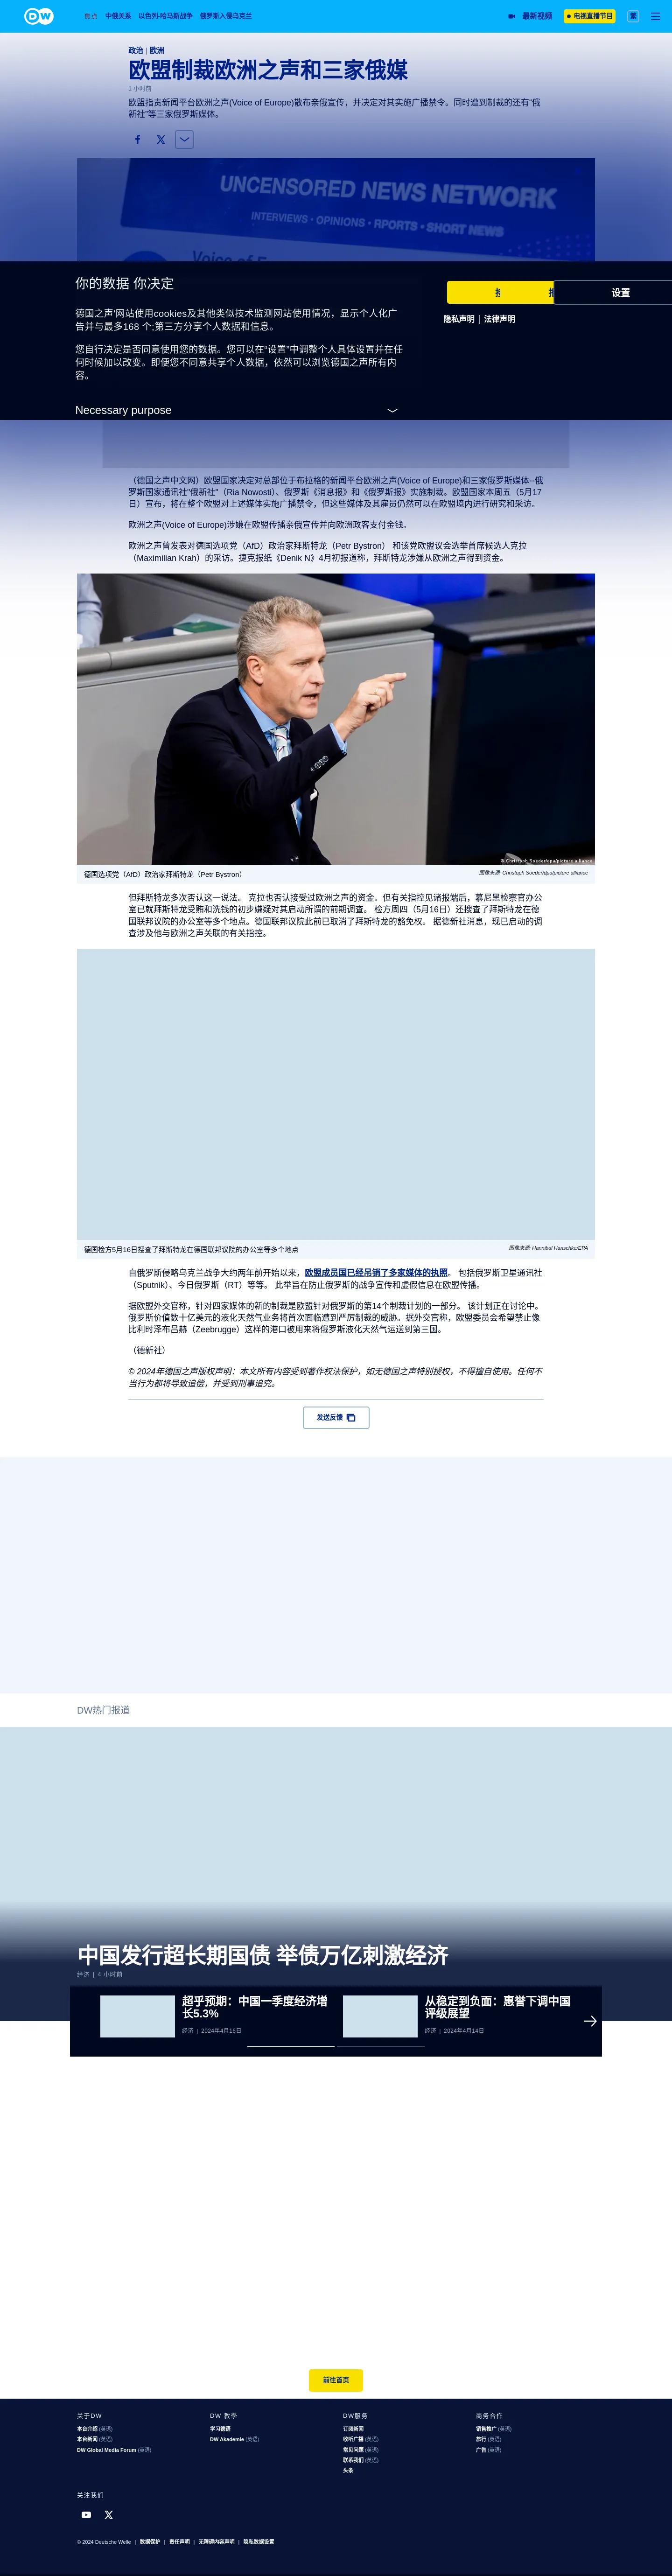 DW
焦点 中俄关系 以色列-哈马斯战争 俄罗斯入侵乌克兰 最新视频 电视直播节目 繁
政治 | 欧洲
欧盟制裁欧洲之声和三家俄媒
1 小时前
欧盟指责新闻平台欧洲之声(Voice of Europe)散布亲俄宣传，并决定对其实施广播禁令。同时遭到制裁的还有"俄
新社"等三家俄罗斯媒体。
UNCENSORED NEWS NETWORK
INTERVIEWS • OPINIONS • RPORTS • SHORT NEWS
Voice of E
你的数据 你决定
设置
德国之声'网站使用cookies及其他类似技术监测网站使用情况，显示个人化广
告并与最多168 个;第三方分享个人数据和信息。
隐私声明 | 法律声明
您自行决定是否同意使用您的数据。您可以在“设置”中调整个人具体设置并在任
何时候加以改变。即便您不同意共享个人数据，依然可以浏览德国之声所有内
容。
Necessary purpose
（德国之声中文网）欧盟国家决定对总部位于布拉格的新闻平台欧洲之声(Voice of Europe)和三家俄罗斯媒体--俄
罗斯国家通讯社"俄新社"（Ria Nowosti）、俄罗斯《消息报》和《俄罗斯报》实施制裁。欧盟国家本周五（5月17
日）宣布，将在整个欧盟对上述媒体实施广播禁令，但这些媒体及其雇员仍然可以在欧盟境内进行研究和采访。
欧洲之声(Voice of Europe)涉嫌在欧盟传播亲俄宣传并向欧洲政客支付金钱。
欧洲之声曾发表对德国选项党（AfD）政治家拜斯特龙（Petr Bystron） 和该党欧盟议会选举首席候选人克拉
（Maximilian Krah）的采访。捷克报纸《Denik N》4月初报道称，拜斯特龙涉嫌从欧洲之声得到资金。
© Christoph Soeder/dpa/picture alliance
德国选项党（AfD）政治家拜斯特龙（Petr Bystron）
图像来源: Christoph Soeder/dpa/picture alliance
但拜斯特龙多次否认这一说法。 克拉也否认接受过欧洲之声的资金。但有关指控见诸报端后，慕尼黑检察官办公
室已就拜斯特龙受贿和洗钱的初步嫌疑对其启动所谓的前期调查。 检方周四（5月16日）还搜查了拜斯特龙在德
国联邦议院的办公室等多个地点。德国联邦议院此前已取消了拜斯特龙的豁免权。 据德新社消息，现已启动的调
查涉及他与欧洲之声关联的有关指控。
德国检方5月16日搜查了拜斯特龙在德国联邦议院的办公室等多个地点
图像来源: Hannibal Hanschke/EPA
自俄罗斯侵略乌克兰战争大约两年前开始以来，欧盟成员国已经吊销了多家媒体的执照。 包括俄罗斯卫星通讯社
（Sputnik）、今日俄罗斯（RT）等等。 此举旨在防止俄罗斯的战争宣传和虚假信息在欧盟传播。
据欧盟外交官称，针对四家媒体的新的制裁是欧盟针对俄罗斯的第14个制裁计划的一部分。 该计划正在讨论中。
俄罗斯价值数十亿美元的液化天然气业务将首次面临遭到严厉制裁的威胁。据外交官称，欧盟委员会希望禁止像
比利时泽布吕赫（Zeebrugge）这样的港口被用来将俄罗斯液化天然气运送到第三国。
（德新社）
© 2024年德国之声版权声明：本文所有内容受到著作权法保护，如无德国之声特别授权，不得擅自使用。任何不
当行为都将导致追偿，并受到刑事追究。
发送反馈
DW热门报道
中国发行超长期国债 举债万亿刺激经济
经济 | 4 小时前
超乎预期：中国一季度经济增
长5.3%
经济 | 2024年4月16日
从稳定到负面：惠誉下调中国
评级展望
经济 | 2024年4月14日
前往首页
关于DW
本台介绍 (英语)
本台新闻 (英语)
DW Global Media Forum (英语)
DW 教學
学习德语
DW Akademie (英语)
DW服务
订阅新闻
收听广播 (英语)
常见问题 (英语)
联系我们 (英语)
头条
商务合作
销售推广 (英语)
旅行 (英语)
广告 (英语)
关注我们
© 2024 Deutsche Welle | 数据保护 | 责任声明 | 无障碍内容声明 | 隐私数据设置